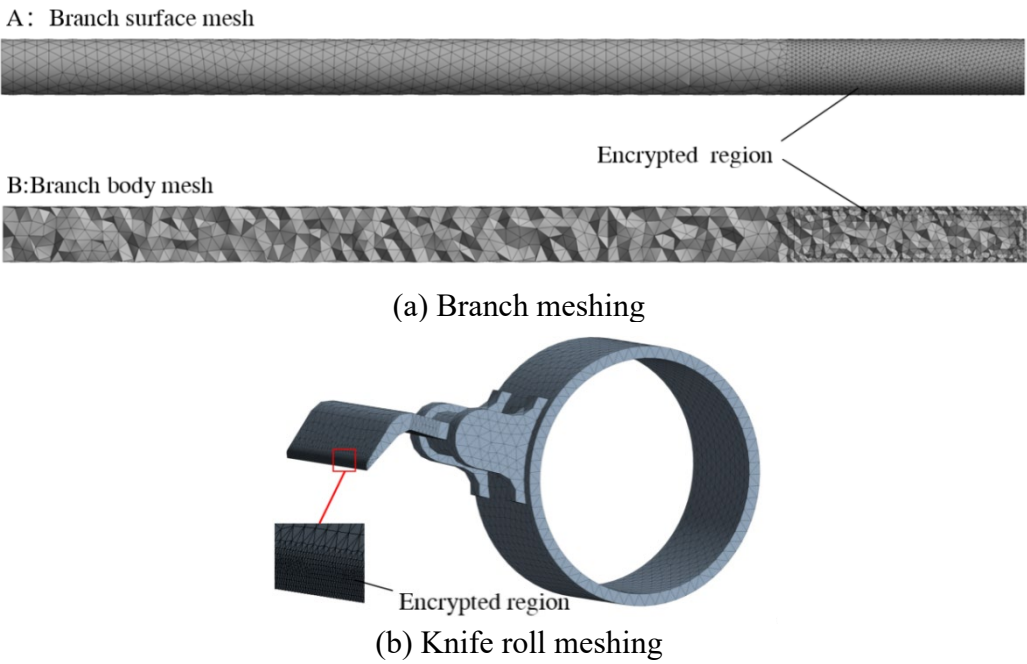 A： Branch surface mesh
Encrypted region
B:Branch body mesh
(a) Branch meshing
Encrypted region
(b) Knife roll meshing